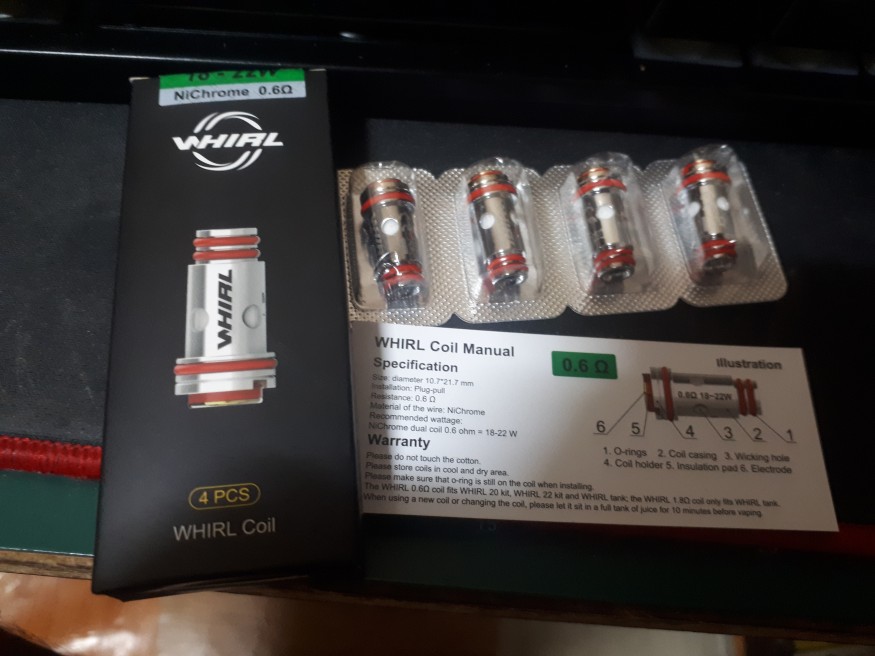 18 - 22W
NiChrome 0.6Ω
WHIRL
WHIRL
4 PCS
WHIRL Coil
WHIRL Coil Manual
Specification
Size: diameter 10.7*21.7 mm
Installation: Plug-pull
Resistance: 0.6 Ω
Material of the wire: NiChrome
Recommended wattage:
NiChrome dual coil 0.6 ohm = 18-22 W
Warranty
Please do not touch the cotton.
Please store coils in cool and dry area.
Please make sure that o-ring is still on the coil when installing.
The WHIRL 0.6Ω coil fits WHIRL 20 kit, WHIRL 22 kit and WHIRL tank; the WHIRL 1.8Ω coil only fits WHIRL tank.
When using a new coil or changing the coil, please let it sit in a full tank of juice for 10 minutes before vaping
0.6 Ω
Illustration
0.6Ω 18~22W
6 5 4 3 2 1
1. O-rings 2. Coil casing 3. Wicking hole
4. Coil holder 5. Insulation pad 6. Electrode